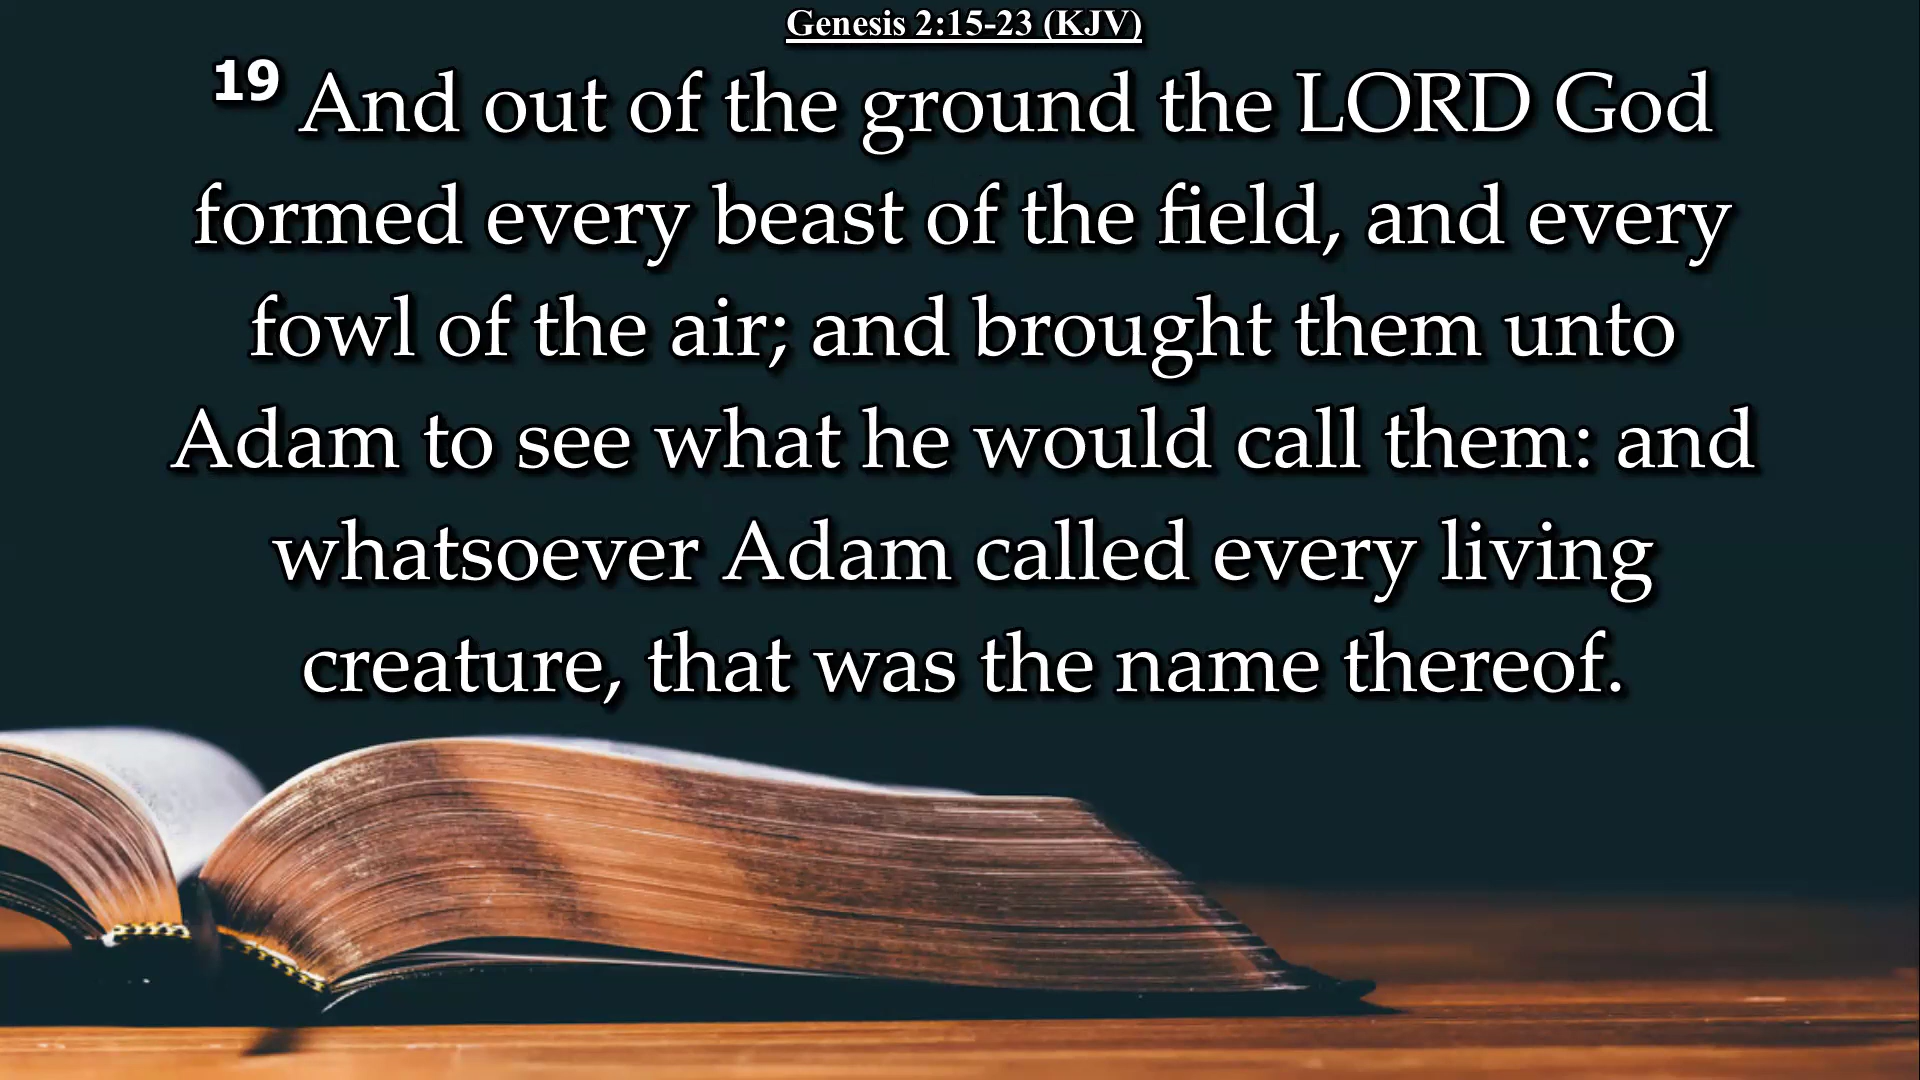 Genesis 2:15-23 (KJV)
19 And out of the ground the LORD God
formed every beast of the field, and every
fowl of the air; and brought them unto
Adam to see what he would call them: and
whatsoever Adam called every living
creature, that was the name thereof.